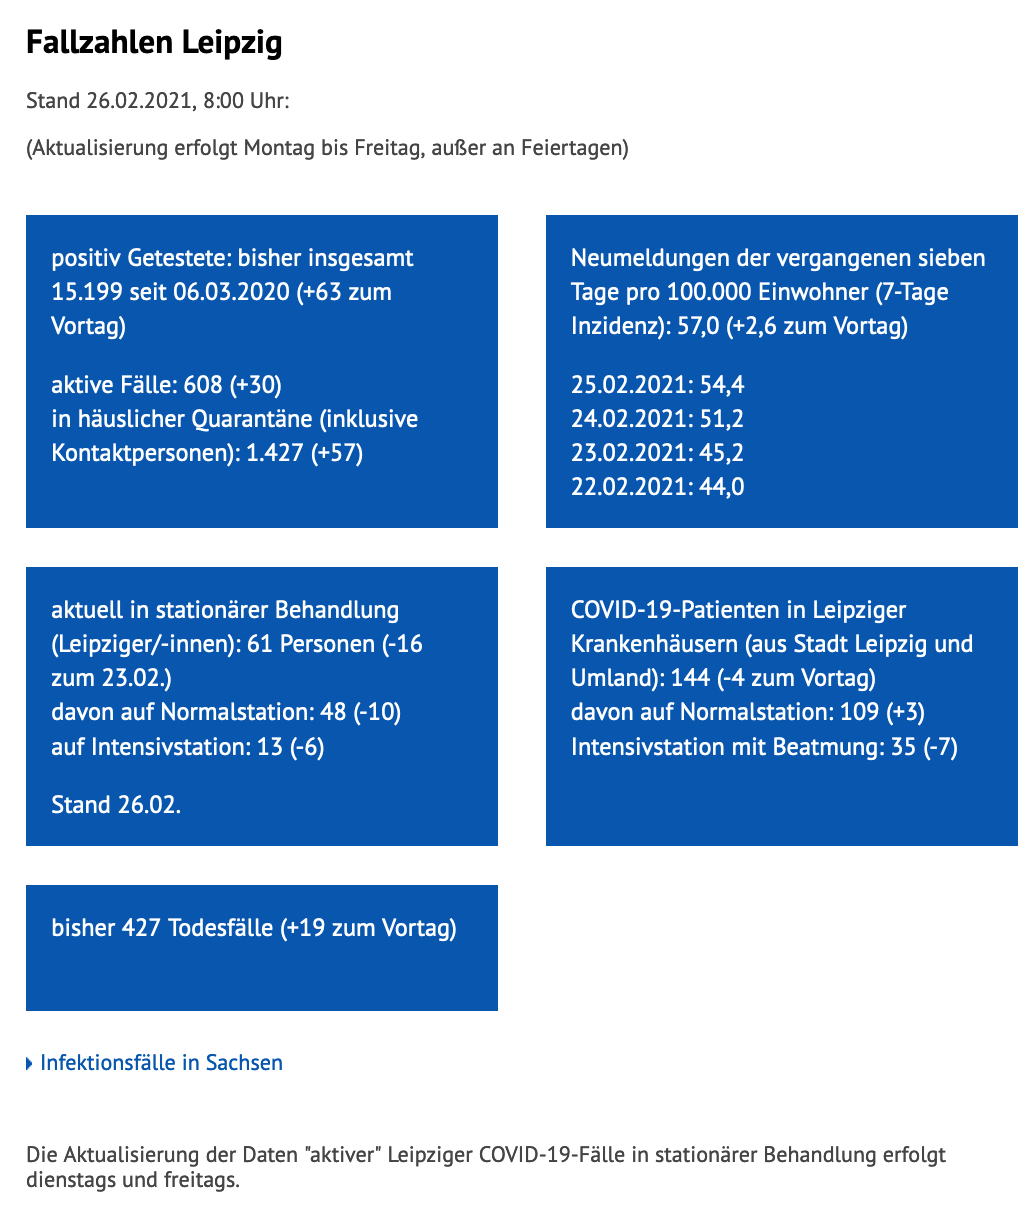 Fallzahlen Leipzig
Stand 26.02.2021, 8:00 Uhr:
(Aktualisierung erfolgt Montag bis Freitag, außer an Feiertagen)
positiv Getestete: bisher insgesamt
15.199 seit 06.03.2020 (+63 zum
Vortag)
aktive Fälle: 608 (+30)
in häuslicher Quarantäne (inklusive
Kontaktpersonen): 1.427 (+57)
Neumeldungen der vergangenen sieben
Tage pro 100.000 Einwohner (7-Tage
Inzidenz): 57,0 (+2,6 zum Vortag)
25.02.2021: 54,4
24.02.2021: 51,2
23.02.2021: 45,2
22.02.2021: 44,0
aktuell in stationärer Behandlung
(Leipziger/-innen): 61 Personen (-16
zum 23.02.)
davon auf Normalstation: 48 (-10)
auf Intensivstation: 13 (-6)
Stand 26.02.
COVID-19-Patienten in Leipziger
Krankenhäusern (aus Stadt Leipzig und
Umland): 144 (-4 zum Vortag)
davon auf Normalstation: 109 (+3)
Intensivstation mit Beatmung: 35 (-7)
bisher 427 Todesfälle (+19 zum Vortag)
Infektionsfälle in Sachsen
Die Aktualisierung der Daten "aktiver" Leipziger COVID-19-Fälle in stationärer Behandlung erfolgt
dienstags und freitags.